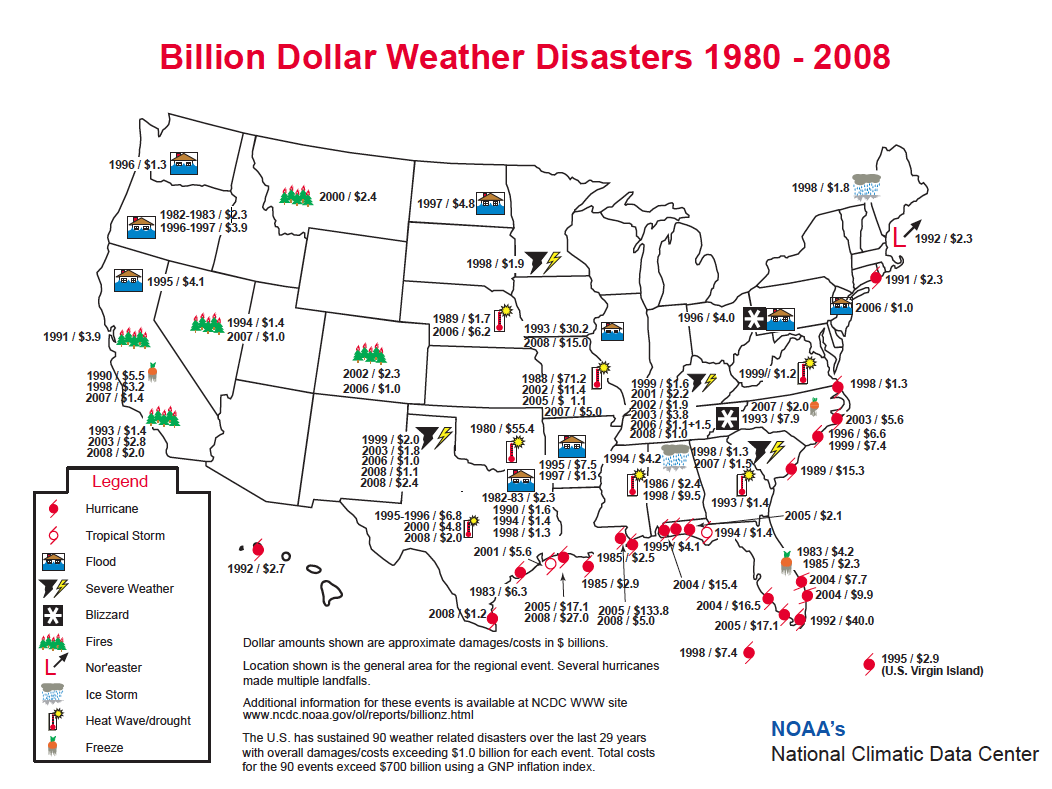 Billion Dollar Weather Disasters 1980 - 2008
1996 / $1.3
2000 / $2.4
1997 / $4.8
1998 / $1.8
1982-1983 / $2.3
1996-1997 / $3.9
1992 / $2.3
1998 / $1.9
1995 / $4.1
1991 / $2.3
2006 / $1.0
1989 / $1.7
2006 / $6.2
1996 / $4.0
1994 / $1.4
2007 / $1.0
1993 / $30.2
2008 / $15.0
1991 / $3.9
2002 / $2.3
2006 / $1.0
1990 / $5.5
1998 / $3.2
2007 / $1.4
1988 / $71.2
2002 / $11.4
2005 / $ 1.1
2007 / $5.0
1999 / $1.6
2001 / $2.2
2002 / $1.9
2003 / $3.8
2006 / $1.1+1.5
2008 / $1.0
1999// $1.2
1998 / $1.3
2007 / $2.0
1993 / $7.9
2003 / $5.6
1996 / $6.6
1999 / $7.4
1993 / $1.4
2003 / $2.8
2008 / $2.0
1999 / $2.0
2003 / $1.8
2006 / $1.0
2008 / $1.1
2008 / $2.4
1980 / $55.4
1995 / $7.5
1997 / $1.3
1994 / $4.2
1998 / $1.3
2007 / $1.5
1989 / $15.3
1986 / $2.4
1998 / $9.5
1993 / $1.4
1982-83 / $2.3
1990 / $1.6
1994 / $1.4
1998 / $1.3
1995-1996 / $6.8
2000 / $4.8
2008 / $2.0
2005 / $2.1
1994 / $1.4
1995 / $4.1
2001 / $5.6
1985 / $2.5
1983 / $4.2
1985 / $2.3
1992 / $2.7
1983 / $6.3
1985 / $2.9
2004 / $15.4
2004 / $7.7
2004 / $9.9
2008 / $1.2
2005 / $17.1
2008 / $27.0
2005 / $133.8
2008 / $5.0
2004 / $16.5
2005 / $17.1
1992 / $40.0
1998 / $7.4
1995 / $2.9
(U.S. Virgin Island)
Legend
Hurricane
Tropical Storm
Flood
Severe Weather
Blizzard
Fires
Nor'easter
Ice Storm
Heat Wave/drought
Freeze
Dollar amounts shown are approximate damages/costs in $ billions.
Location shown is the general area for the regional event. Several hurricanes
made multiple landfalls.
Additional information for these events is available at NCDC WWW site
www.ncdc.noaa.gov/ol/reports/billionz.html
The U.S. has sustained 90 weather related disasters over the last 29 years
with overall damages/costs exceeding $1.0 billion for each event. Total costs
for the 90 events exceed $700 billion using a GNP inflation index.
NOAA's
National Climatic Data Center